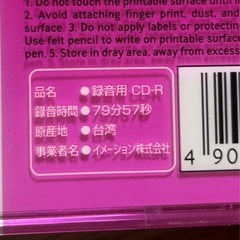 1. Do not touch the printable surface until i
2. Avoid attaching finger print, dust, and
surface. 3. Do not apply labels or protectin
Use felt pencil to write on printable surfac
pen. 5. Store in dray area, away from excess
品名 ●録音用 CD-R
録音時間 ●79分57秒
原産地 ●台湾
事業者名 ●イメーション株式会社
4 90